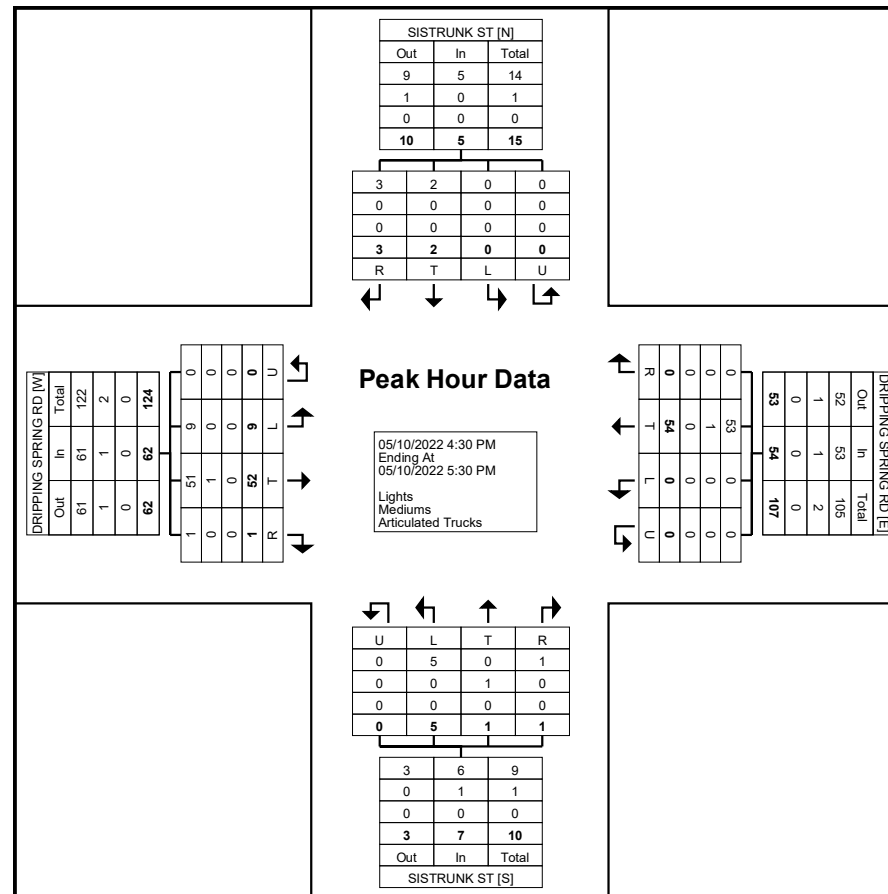 SISTRUNK ST [N]
Out In Total
9 5 14
1 0 1
0 0 0
10 5 15
3 2 0 0
0 0 0 0
0 0 0 0
3 2 0 0
R T L U
DRIPPING SPRING RD [W]
Total 122 2 0 124
In 61 1 0 62
Out 61 1 0 62
0 0 0 0 U
9 0 0 9 L
51 1 0 52 T
1 0 0 1 R
Peak Hour Data
05/10/2022 4:30 PM
Ending At
05/10/2022 5:30 PM
Lights
Mediums
Articulated Trucks
R 0 0 0 0
T 54 0 1 53
L 0 0 0 0
U 0 0 0 0
53 0 1 52 Out
54 0 1 53 In
107 0 2 105 Total
DRIPPING SPRING RD [E]
U L T R
0 5 0 1
0 0 1 0
0 0 0 0
0 5 1 1
3 6 9
0 1 1
0 0 0
3 7 10
Out In Total
SISTRUNK ST [S]